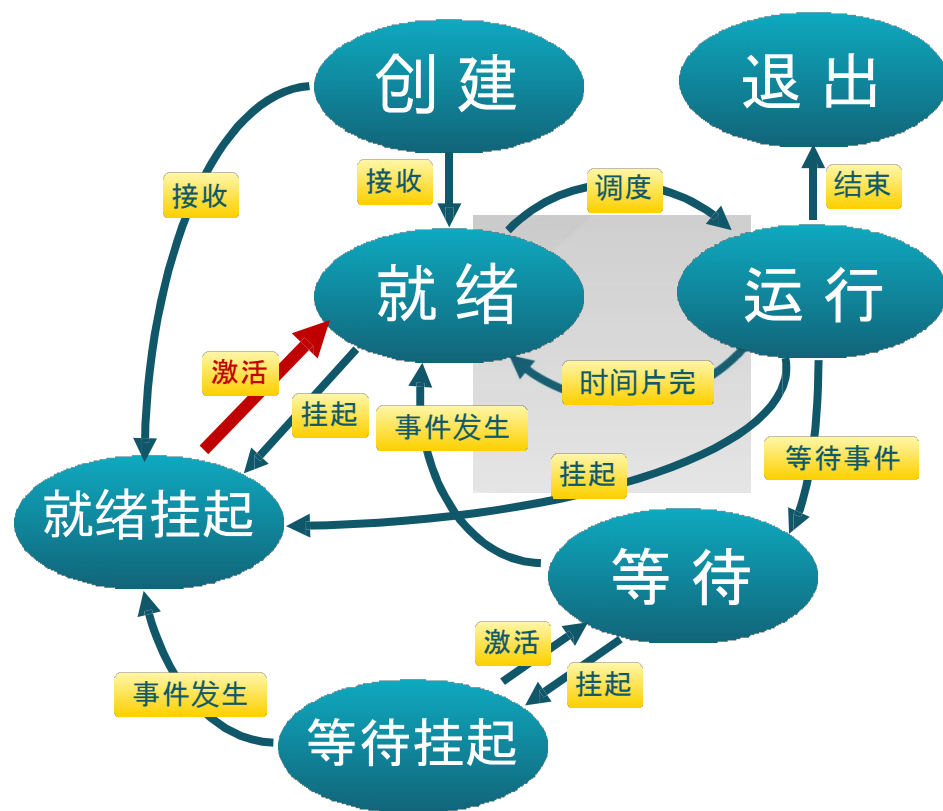 创建
退出
接收
接收
调度
结束
就绪
运行
激活
时间片完
挂起
事件发生
等待事件
挂起
就绪挂起
等待
激活
挂起
事件发生
等待挂起